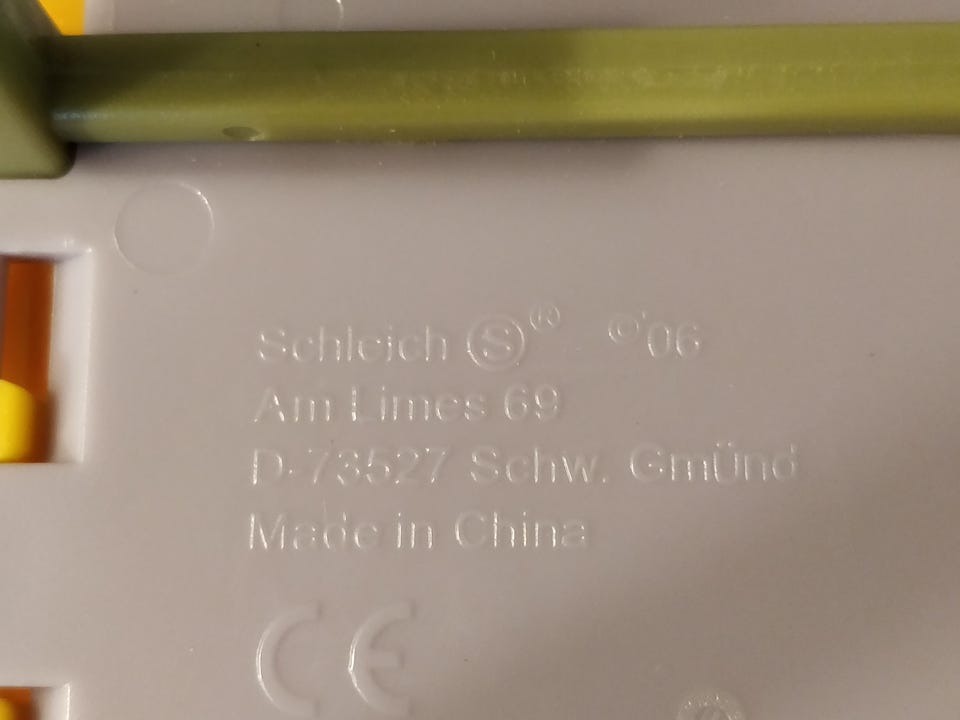 Schleich Ⓢ® ©'06
Am Limes 69
D-73527 Schw. GmÜnd
Made in China
CE